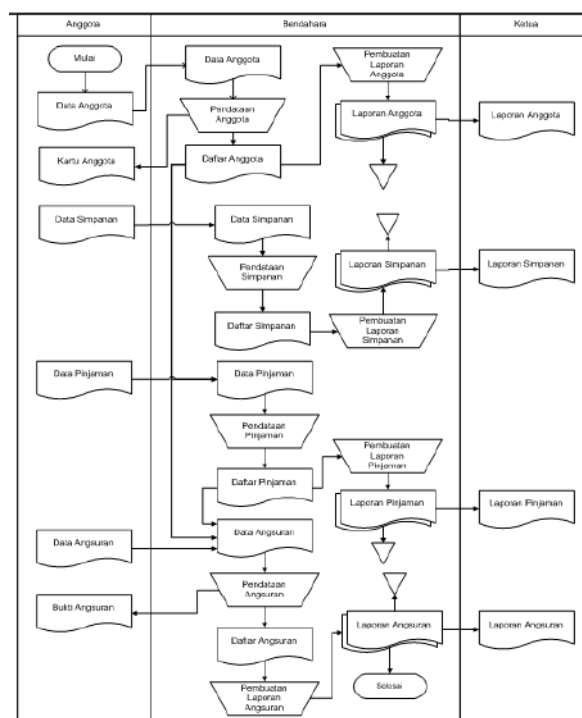 Anggota
Bendahara
Ketua
Mulai
Data Anggota
Data Anggota
Pembuatan
Laporan
Anggota
Pendataan
Anggota
Laporan Anggota
Laporan Anggota
Kartu Anggota
Daftar Anggota
Data Simpanan
Data Simpanan
Pendataan
Simpanan
Laporan Simpanan
Laporan Simpanan
Daftar Simpanan
Pembuatan
Laporan
Simpanan
Data Pinjaman
Data Pinjaman
Pendataan
Pinjaman
Pembuatan
Laporan
Pinjaman
Daftar Pinjaman
Laporan Pinjaman
Laporan Pinjaman
Data Angsuran
Data Angsuran
Pendataan
Angsuran
Bukti Angsuran
Daftar Angsuran
Laporan Angsuran
Laporan Angsuran
Pembuatan
Laporan
Angsuran
Selesai